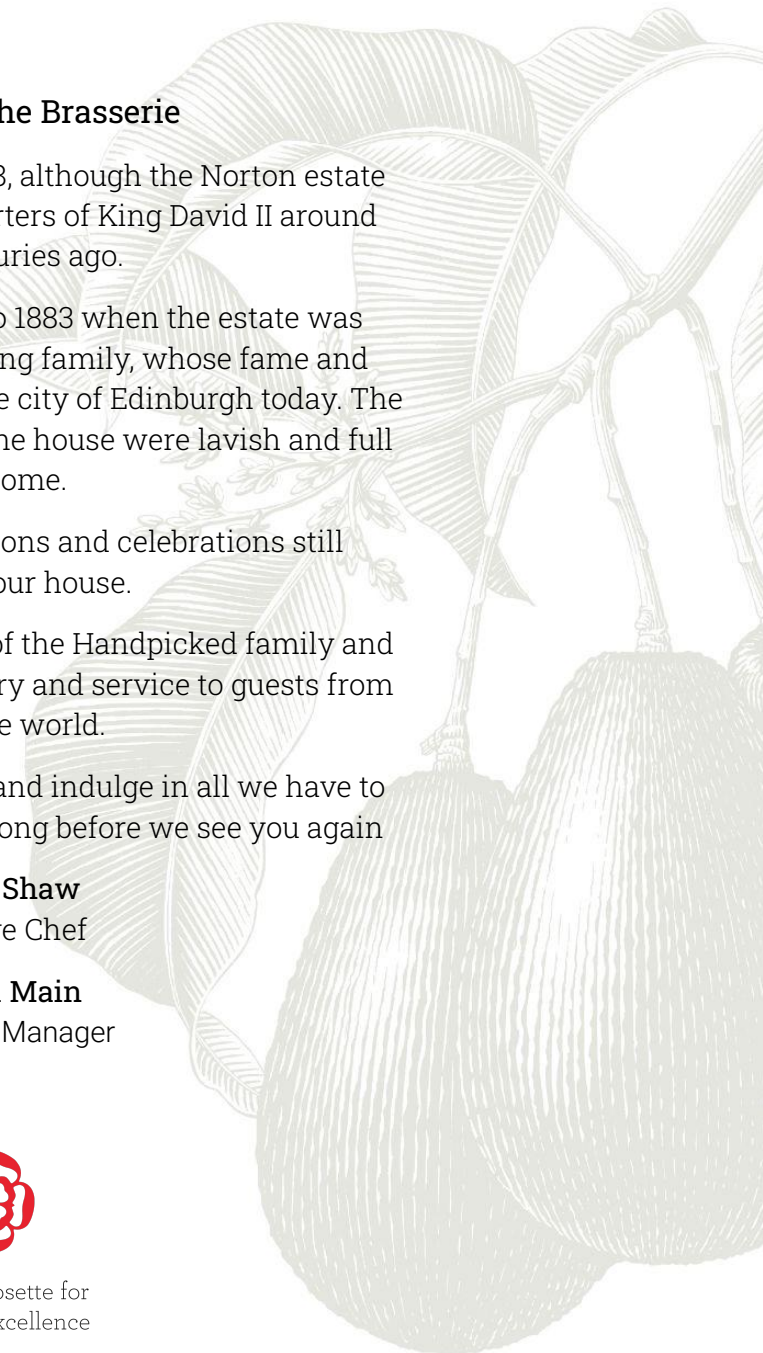 he Brasserie
3, although the Norton estate
rters of King David II around
uries ago.
o 1883 when the estate was
ng family, whose fame and
e city of Edinburgh today. The
ne house were lavish and full
ome.
ons and celebrations still
our house.
of the Handpicked family and
ry and service to guests from
e world.
and indulge in all we have to
ong before we see you again
Shaw
e Chef
Main
Manager
osette for
xcellence